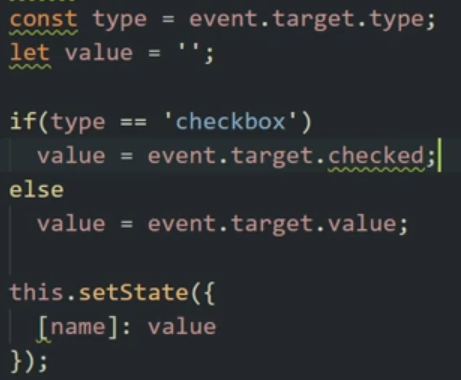 const type = event.target.type;
let value = '';
if(type == 'checkbox')
value = event.target.checked;
else
value = event.target.value;
this.setState({
[name]: value
});